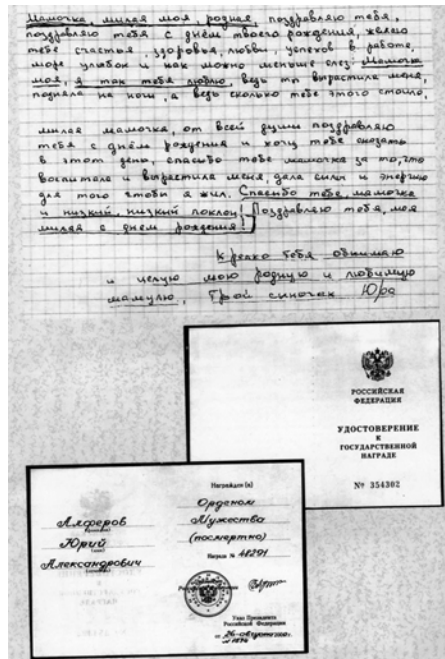 Мамочка, милая моя, родная, поздравляю тебя,
поздравляю тебя с днём твоего рождения, желаю
тебе счастья, здоровья, любви, успехов в работе,
море улыбок и как можно меньше слёз. Мамочка
моя, я так тебя люблю, ведь ты вырастила меня,
подняла на ноги, а ведь сколько тебе этого стоило,
милая мамочка, от всей души поздравляю
тебя с днём рождения и хочу тебе сказать
в этот день, спасибо тебе мамочка за то, что
воспитала и вырастила меня, дала силы и энергию
для того чтобы я жил. Спасибо тебе, мамочка
и низкий, низкий поклон! Поздравляю тебя, моя
милая с днём рождения!
Крепко тебя обнимаю
и целую мою родную и любимую
мамулю, Твой сыночек Юра
РОССИЙСКАЯ
ФЕДЕРАЦИЯ
УДОСТОВЕРЕНИЕ
К
ГОСУДАРСТВЕННОЙ
НАГРАДЕ
№ 354302
Алферов
Юрий
Александрович
Награжден (а)
Орденом
Мужества
(посмертно)
Награда № 48291
Указ Президента
Российской Федерации
от